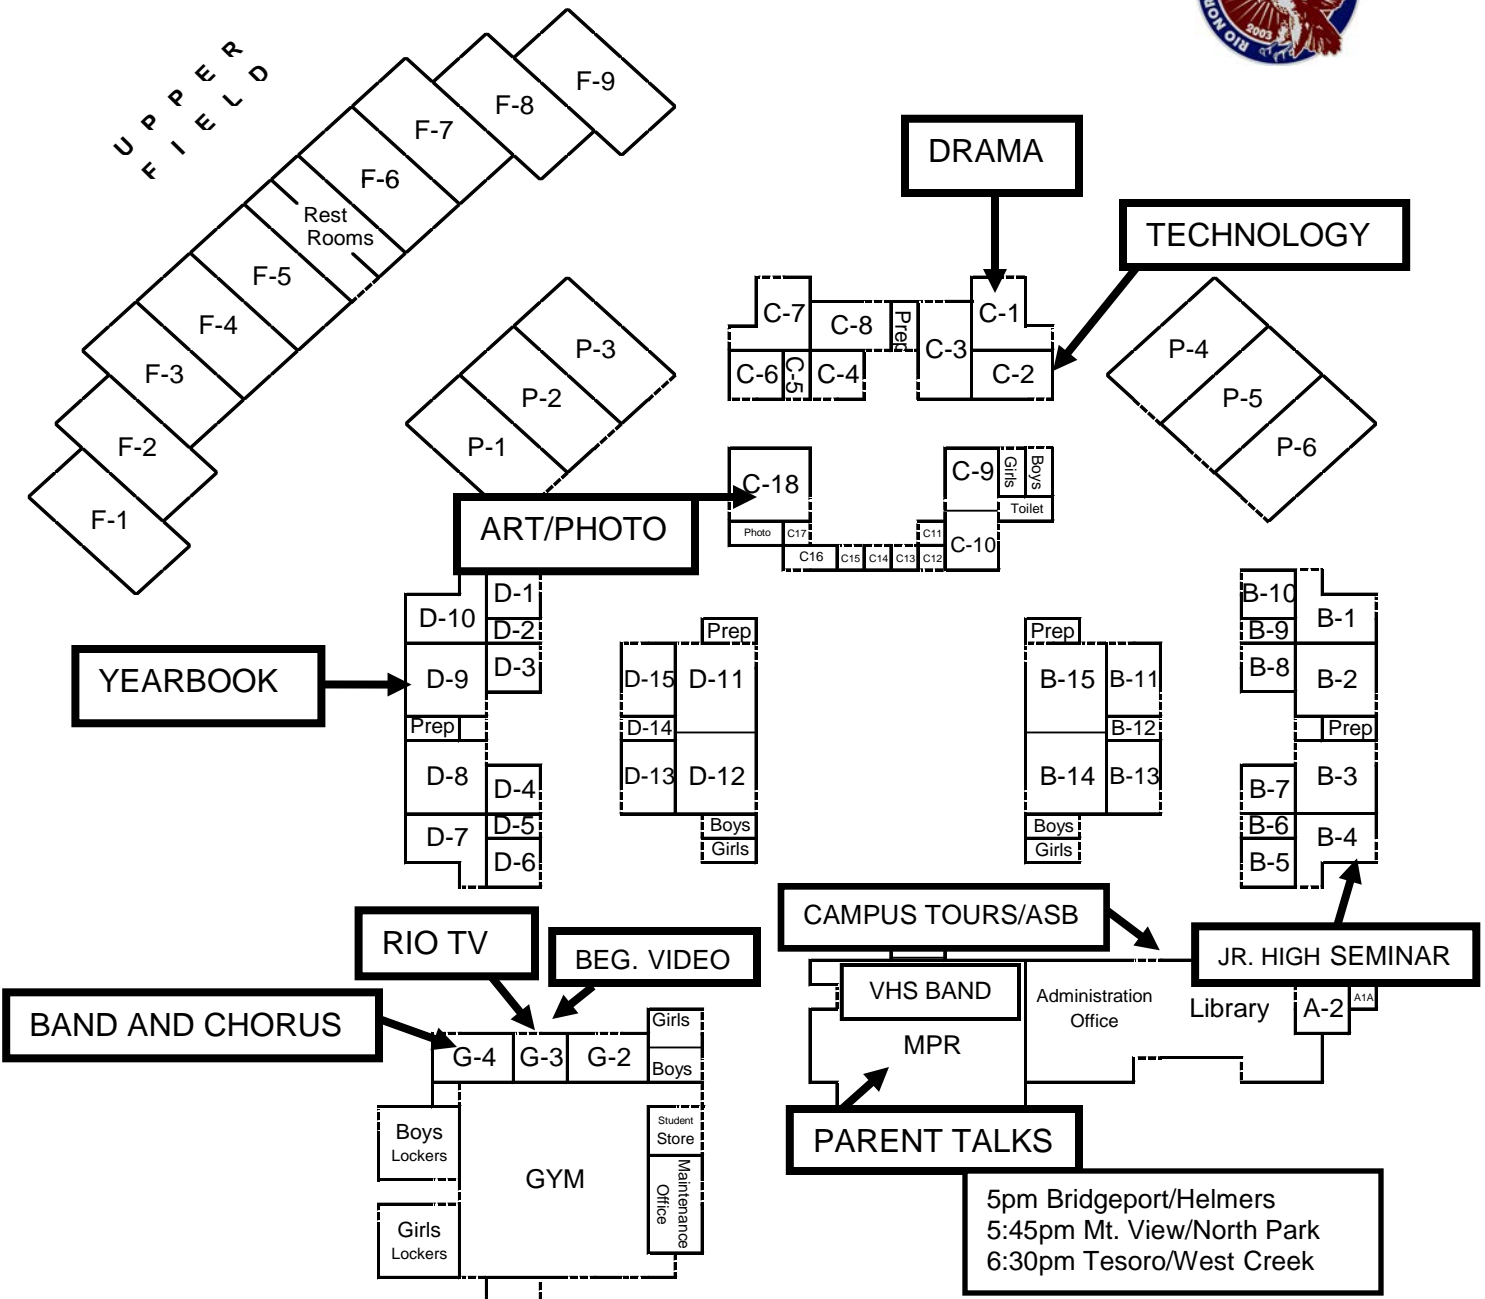 RIO NOR
2003
UPPER
FIELD
F-9
F-8
F-7
F-6
Rest
Rooms
F-5
F-4
F-3
F-2
F-1
P-3
P-2
P-1
DRAMA
TECHNOLOGY
C-7
C-8
Prep
C-3
C-1
C-6
C-5
C-4
C-2
P-4
P-5
P-6
C-18
Photo
C17
C16
C15
C14
C13
C12
C11
C-10
C-9
Girls
Boys
Toilet
ART/PHOTO
YEARBOOK
D-10
D-1
D-2
D-9
D-3
Prep
D-8
D-4
D-5
D-7
D-6
Prep
D-15
D-11
D-14
D-13
D-12
Boys
Girls
Prep
B-15
B-11
B-12
B-14
B-13
Boys
Girls
B-10
B-1
B-9
B-8
B-2
Prep
B-7
B-3
B-6
B-4
B-5
RIO TV
BEG. VIDEO
BAND AND CHORUS
G-4
G-3
G-2
Girls
Boys
Boys
Lockers
Girls
Lockers
GYM
Student
Store
Maintenance
Office
CAMPUS TOURS/ASB
JR. HIGH SEMINAR
VHS BAND
MPR
Administration
Office
Library
A-2
A1A
PARENT TALKS
5pm Bridgeport/Helmers
5:45pm Mt. View/North Park
6:30pm Tesoro/West Creek